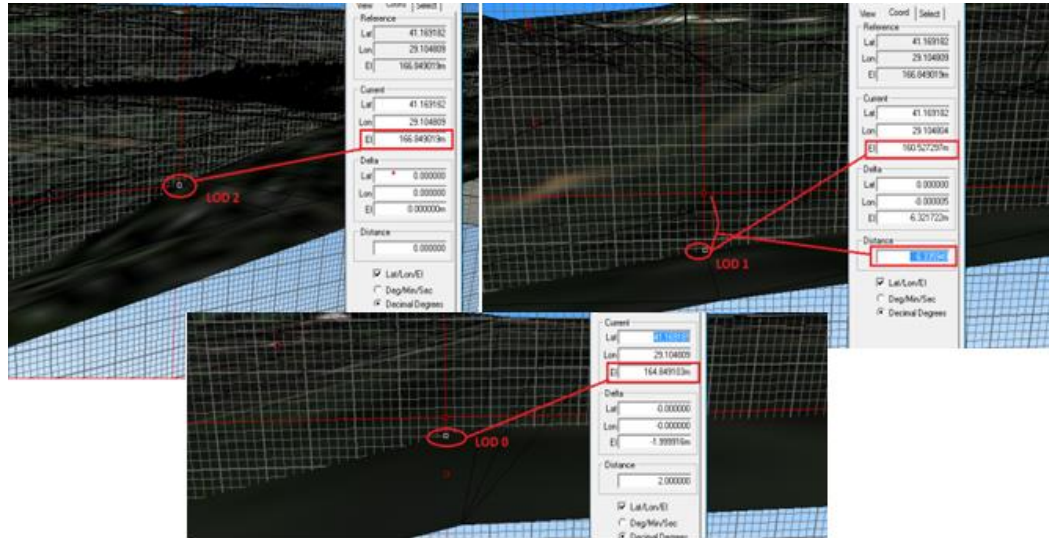 View Coord Select
Reference
Lat 41.169182
Lon 29.104809
El 166.849019m
Current
Lat 41.169182
Lon 29.104809
El 166.849019m
Delta
Lat 0.000000
Lon 0.000000
El 0.000000m
Distance
0.000000
Lat/Lon/El
Deg/Min/Sec
Decimal Degrees
LOD 2
View Coord Select
Reference
Lat 41.169182
Lon 29.104809
El 166.849019m
Current
Lat 41.169182
Lon 29.104804
El 160.527297m
Delta
Lat 0.000000
Lon -0.000005
El 6.321722m
Distance
Lat/Lon/El
Deg/Min/Sec
Decimal Degrees
LOD 1
Current
Lat
Lon 29.104809
El 164.849103m
Delta
Lat -0.000000
Lon -0.000000
El -1.999916m
Distance
2.000000
Lat/Lon/El
Deg/Min/Sec
Decimal Degrees
LOD 0